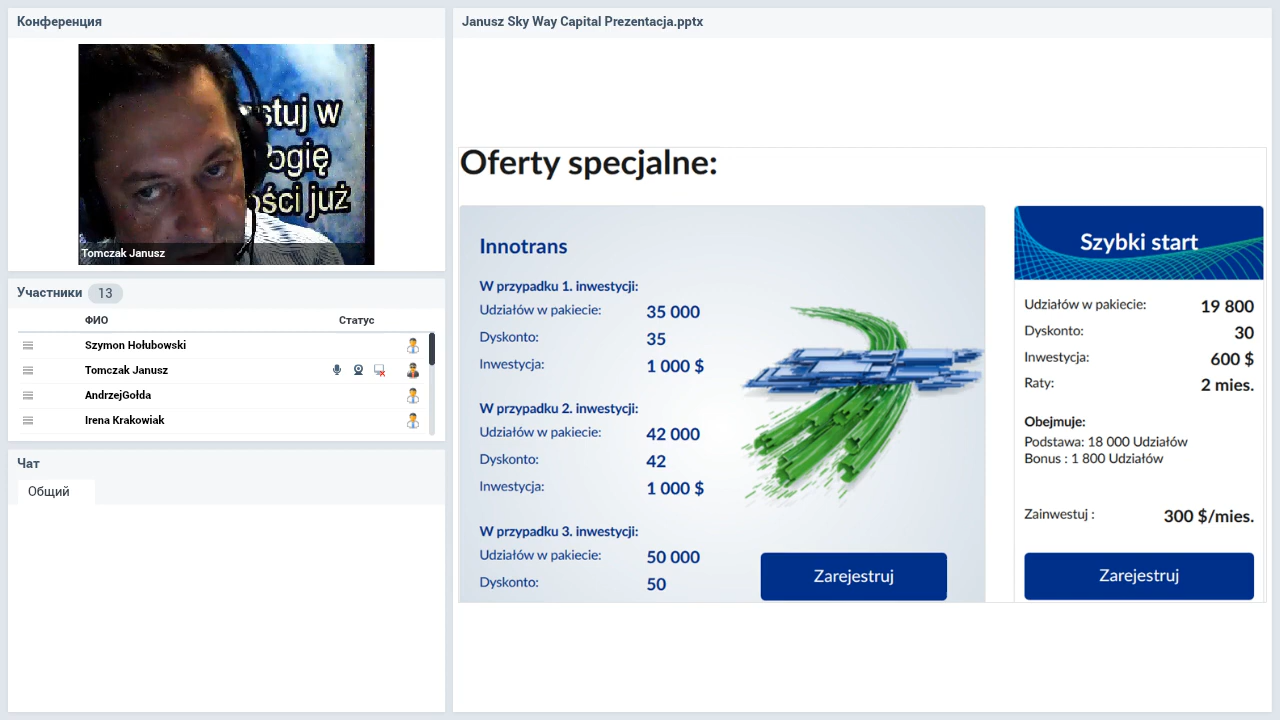 Конференция
stuj w
ogię
ości już
Tomczak Janusz
Участники 13
ФИО Статус
Szymon Hołubowski
Tomczak Janusz
AndrzejGołda
Irena Krakowiak
Чат
Общий
Janusz Sky Way Capital Prezentacja.pptx
Oferty specjalne:
Innotrans
W przypadku 1. inwestycji:
Udziałów w pakiecie: 35 000
Dyskonto: 35
Inwestycja: 1 000 $
W przypadku 2. inwestycji:
Udziałów w pakiecie: 42 000
Dyskonto: 42
Inwestycja: 1 000 $
W przypadku 3. inwestycji:
Udziałów w pakiecie: 50 000
Dyskonto: 50
Zarejestruj
Szybki start
Udziałów w pakiecie: 19 800
Dyskonto: 30
Inwestycja: 600 $
Raty: 2 mies.
Obejmuje:
Podstawa: 18 000 Udziałów
Bonus : 1 800 Udziałów
Zainwestuj : 300 $/mies.
Zarejestruj